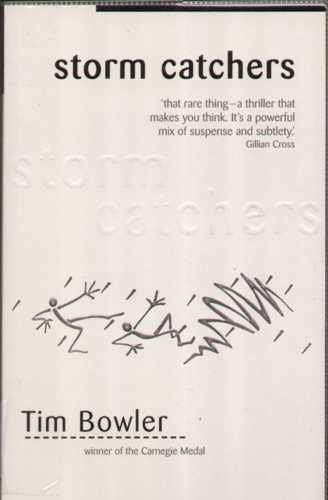 storm catchers
'that rare thing—a thriller that
makes you think. It's a powerful
mix of suspense and subtlety.'
Gillian Cross
storm
catchers
Tim Bowler
winner of the Carnegie Medal